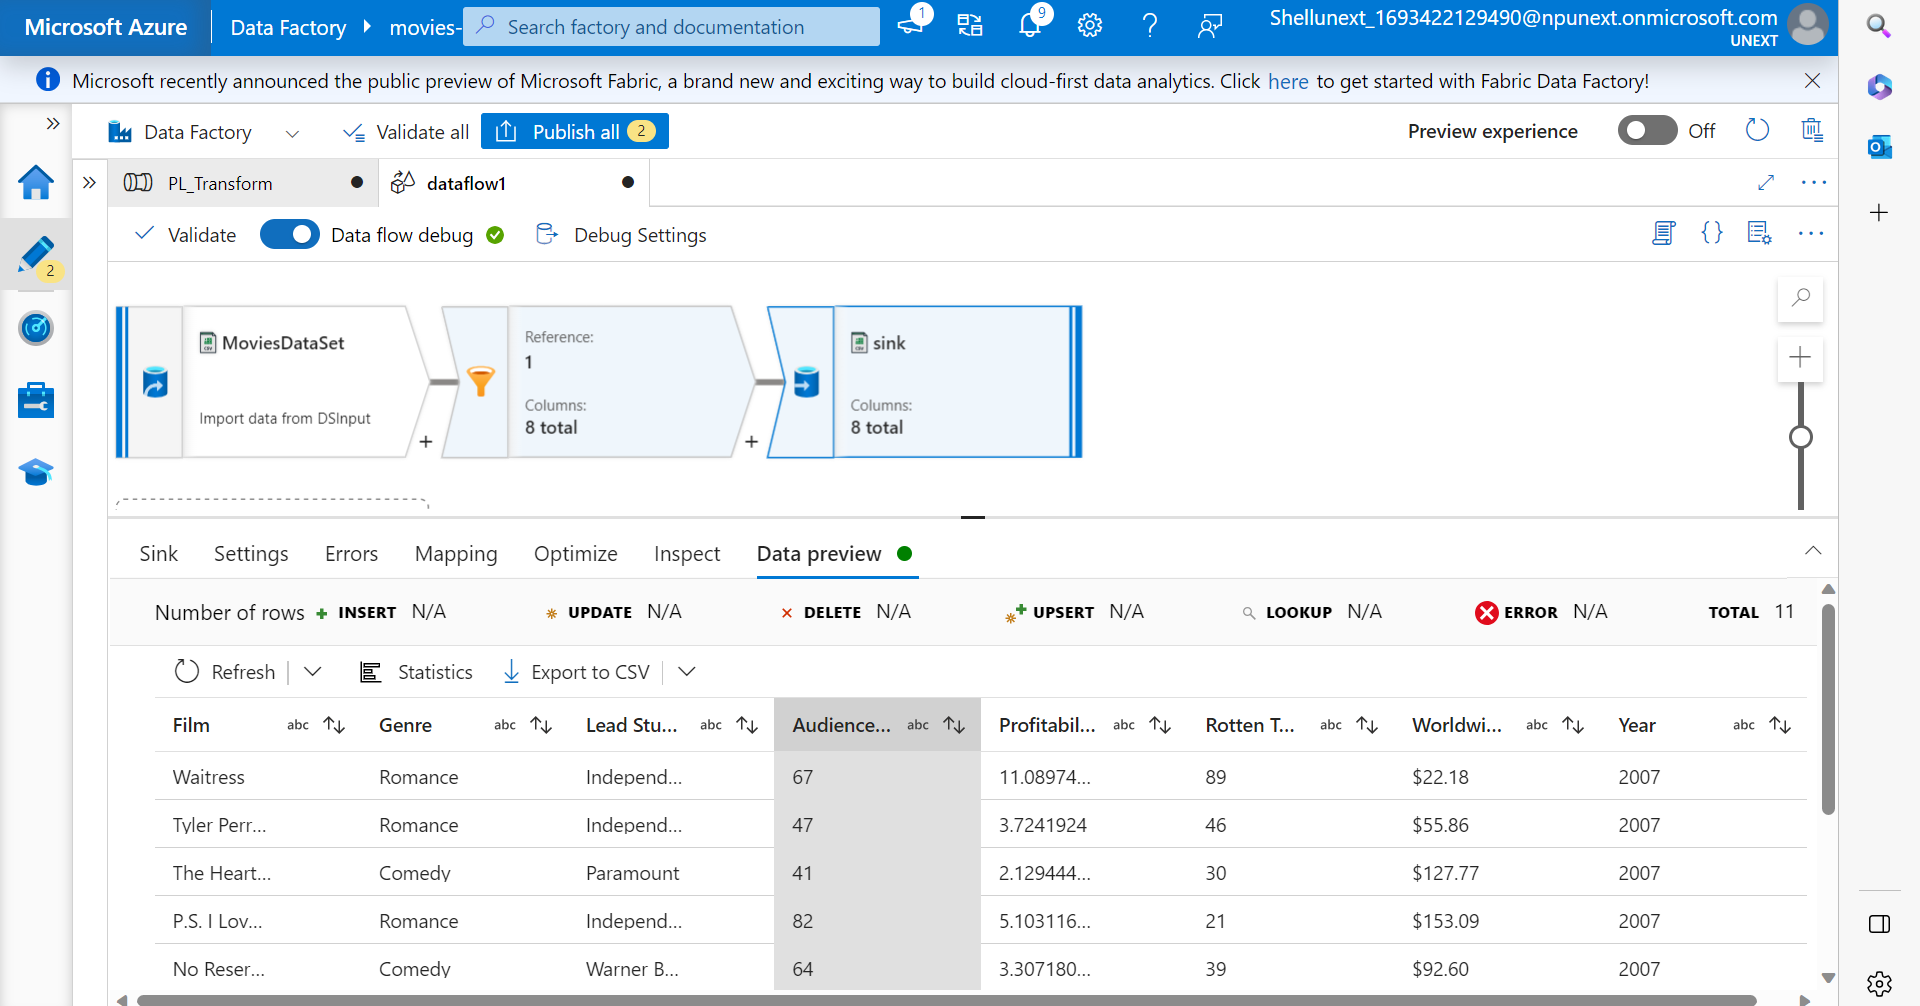 Microsoft Azure
Data Factory
movies-
Search factory and documentation
1
9
Shellunext_1693422129490@npunext.onmicrosoft.com
UNEXT
Microsoft recently announced the public preview of Microsoft Fabric, a brand new and exciting way to build cloud-first data analytics. Click here to get started with Fabric Data Factory!
Data Factory
Validate all
Publish all 2
Preview experience
Off
PL_Transform
dataflow1
Validate
Data flow debug
Debug Settings
2
MoviesDataSet
Import data from DSInput
+
Reference:
1
Columns:
8 total
+
sink
Columns:
8 total
Sink Settings Errors Mapping Optimize Inspect Data preview
Number of rows + INSERT N/A UPDATE N/A DELETE N/A UPSERT N/A LOOKUP N/A ERROR N/A TOTAL 11
Refresh Statistics Export to CSV
Film abc Genre abc Lead Stu... abc Audience... abc Profitabil... abc Rotten T... abc Worldwi... abc Year abc
Waitress Romance Independ... 67 11.08974... 89 $22.18 2007
Tyler Perr... Romance Independ... 47 3.7241924 46 $55.86 2007
The Heart... Comedy Paramount 41 2.129444... 30 $127.77 2007
P.S. I Lov... Romance Independ... 82 5.103116... 21 $153.09 2007
No Reser... Comedy Warner B... 64 3.307180... 39 $92.60 2007